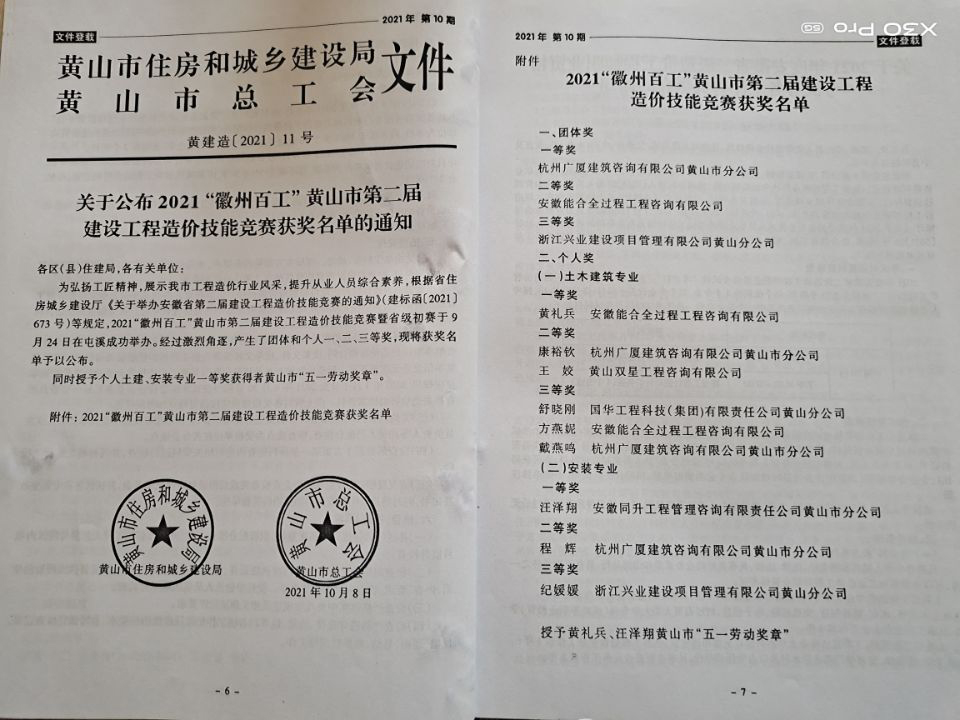 2021 年 第 10 期
文件登载
黄山市住房和城乡建设局
黄山市总工会
文件
黄建造〔2021〕11 号
关于公布 2021 “徽州百工” 黄山市第二届
建设工程造价技能竞赛获奖名单的通知
各区(县)住建局,各有关单位:
为弘扬工匠精神,展示我市工程造价行业风采,提升从业人员综合素养,根据省住
房城乡建设厅《关于举办安徽省第二届建设工程造价技能竞赛的通知》(建标函〔2021〕
673 号)等规定,2021“徽州百工”黄山市第二届建设工程造价技能竞赛暨省级初赛于 9
月 24 日在屯溪成功举办。经过激烈角逐,产生了团体和个人一、二、三等奖,现将获奖名
单予以公布。
同时授予个人土建、安装专业一等奖获得者黄山市“五一劳动奖章”。
附件: 2021“徽州百工”黄山市第二届建设工程造价技能竞赛获奖名单
黄山市住房和城乡建设局
黄山市总工会
黄山市住房和城乡建设局
黄山市总工会
2021 年 10 月 8 日
- 6 -
2021 年 第 10 期
X30 Pro 5G
文件登载
附件
2021“徽州百工”黄山市第二届建设工程
造价技能竞赛获奖名单
一、团体奖
一等奖
杭州广厦建筑咨询有限公司黄山市分公司
二等奖
安徽能合全过程工程咨询有限公司
三等奖
浙江兴业建设项目管理有限公司黄山分公司
二、个人奖
(一)土木建筑专业
一等奖
黄礼兵 安徽能合全过程工程咨询有限公司
二等奖
康裕钦 杭州广厦建筑咨询有限公司黄山市分公司
王 姣 黄山双星工程咨询有限公司
三等奖
舒晓刚 国华工程科技(集团)有限责任公司黄山分公司
方燕妮 安徽能合全过程工程咨询有限公司
戴燕鸣 杭州广厦建筑咨询有限公司黄山市分公司
(二)安装专业
一等奖
汪泽翔 安徽同升工程管理咨询有限责任公司黄山市分公司
二等奖
程 辉 杭州广厦建筑咨询有限公司黄山市分公司
三等奖
纪媛媛 浙江兴业建设项目管理有限公司黄山分公司
授予黄礼兵、汪泽翔黄山市“五一劳动奖章”
- 7 -